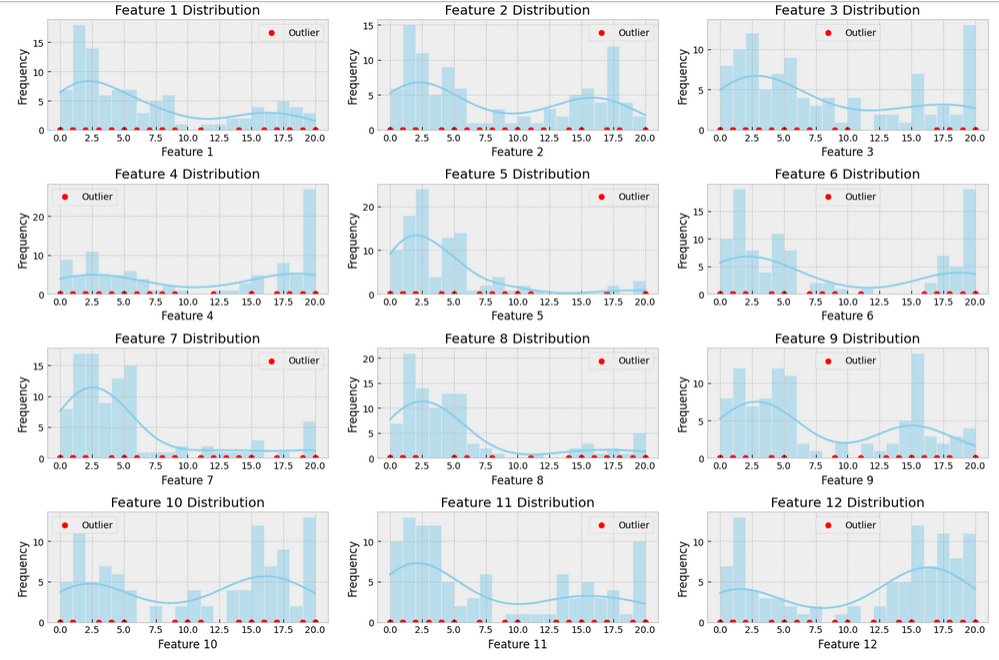 Feature 1 Distribution Feature 2 Distribution Feature 3 Distribution
Outlier Outlier Outlier
Frequency Frequency Frequency
15 10 5 0
15 10 5 0
10 5 0
0.0 2.5 5.0 7.5 10.0 12.5 15.0 17.5 20.0
0.0 2.5 5.0 7.5 10.0 12.5 15.0 17.5 20.0
0.0 2.5 5.0 7.5 10.0 12.5 15.0 17.5 20.0
Feature 1 Feature 2 Feature 3
Feature 4 Distribution Feature 5 Distribution Feature 6 Distribution
Outlier Outlier Outlier
Frequency Frequency Frequency
20 10 0
20 10 0
15 10 5 0
0.0 2.5 5.0 7.5 10.0 12.5 15.0 17.5 20.0
0.0 2.5 5.0 7.5 10.0 12.5 15.0 17.5 20.0
0.0 2.5 5.0 7.5 10.0 12.5 15.0 17.5 20.0
Feature 4 Feature 5 Feature 6
Feature 7 Distribution Feature 8 Distribution Feature 9 Distribution
Outlier Outlier Outlier
Frequency Frequency Frequency
15 10 5 0
20 15 10 5 0
10 5 0
0.0 2.5 5.0 7.5 10.0 12.5 15.0 17.5 20.0
0.0 2.5 5.0 7.5 10.0 12.5 15.0 17.5 20.0
0.0 2.5 5.0 7.5 10.0 12.5 15.0 17.5 20.0
Feature 7 Feature 8 Feature 9
Feature 10 Distribution Feature 11 Distribution Feature 12 Distribution
Outlier Outlier Outlier
Frequency Frequency Frequency
10 5 0
10 5 0
10 5 0
0.0 2.5 5.0 7.5 10.0 12.5 15.0 17.5 20.0
0.0 2.5 5.0 7.5 10.0 12.5 15.0 17.5 20.0
0.0 2.5 5.0 7.5 10.0 12.5 15.0 17.5 20.0
Feature 10 Feature 11 Feature 12